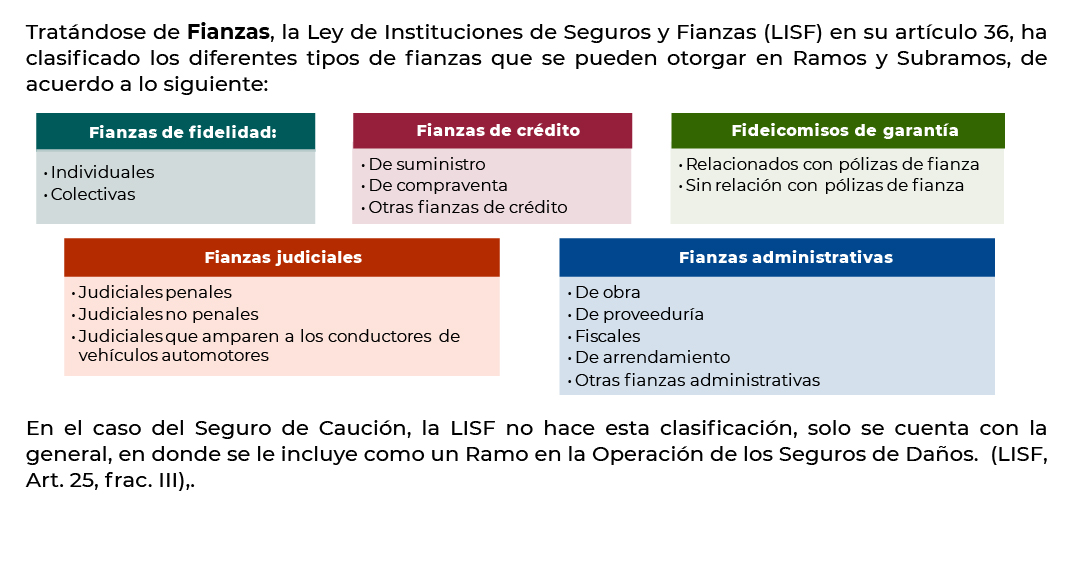 Tratándose de Fianzas, la Ley de Instituciones de Seguros y Fianzas (LISF) en su artículo 36, ha
clasificado los diferentes tipos de fianzas que se pueden otorgar en Ramos y Subramos, de
acuerdo a lo siguiente:
Fianzas de fidelidad:
• Individuales
• Colectivas
Fianzas de crédito
• De suministro
• De compraventa
• Otras fianzas de crédito
Fideicomisos de garantía
• Relacionados con pólizas de fianza
• Sin relación con pólizas de fianza
Fianzas judiciales
• Judiciales penales
• Judiciales no penales
• Judiciales que amparen a los conductores de
vehículos automotores
Fianzas administrativas
• De obra
• De proveeduría
• Fiscales
• De arrendamiento
• Otras fianzas administrativas
En el caso del Seguro de Caución, la LISF no hace esta clasificación, solo se cuenta con la
general, en donde se le incluye como un Ramo en la Operación de los Seguros de Daños. (LISF,
Art. 25, frac. III),.